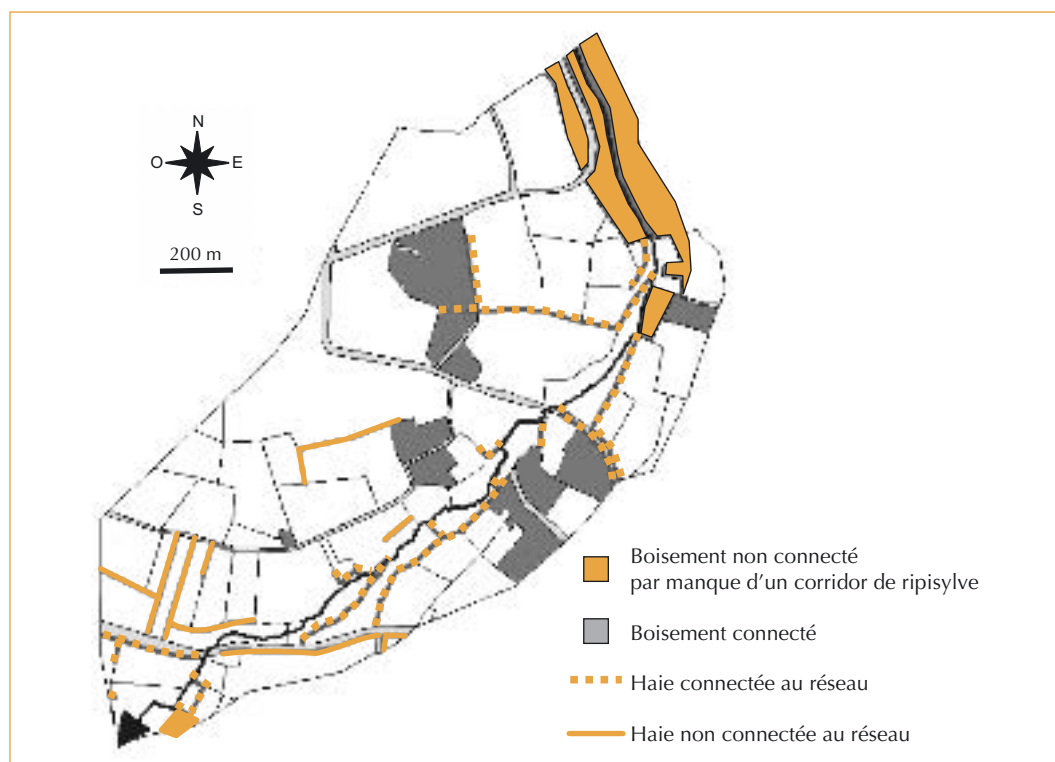 N
O E
S
200 m
Boisement non connecté
par manque d'un corridor de ripisylve
Boisement connecté
Haie connectée au réseau
Haie non connectée au réseau